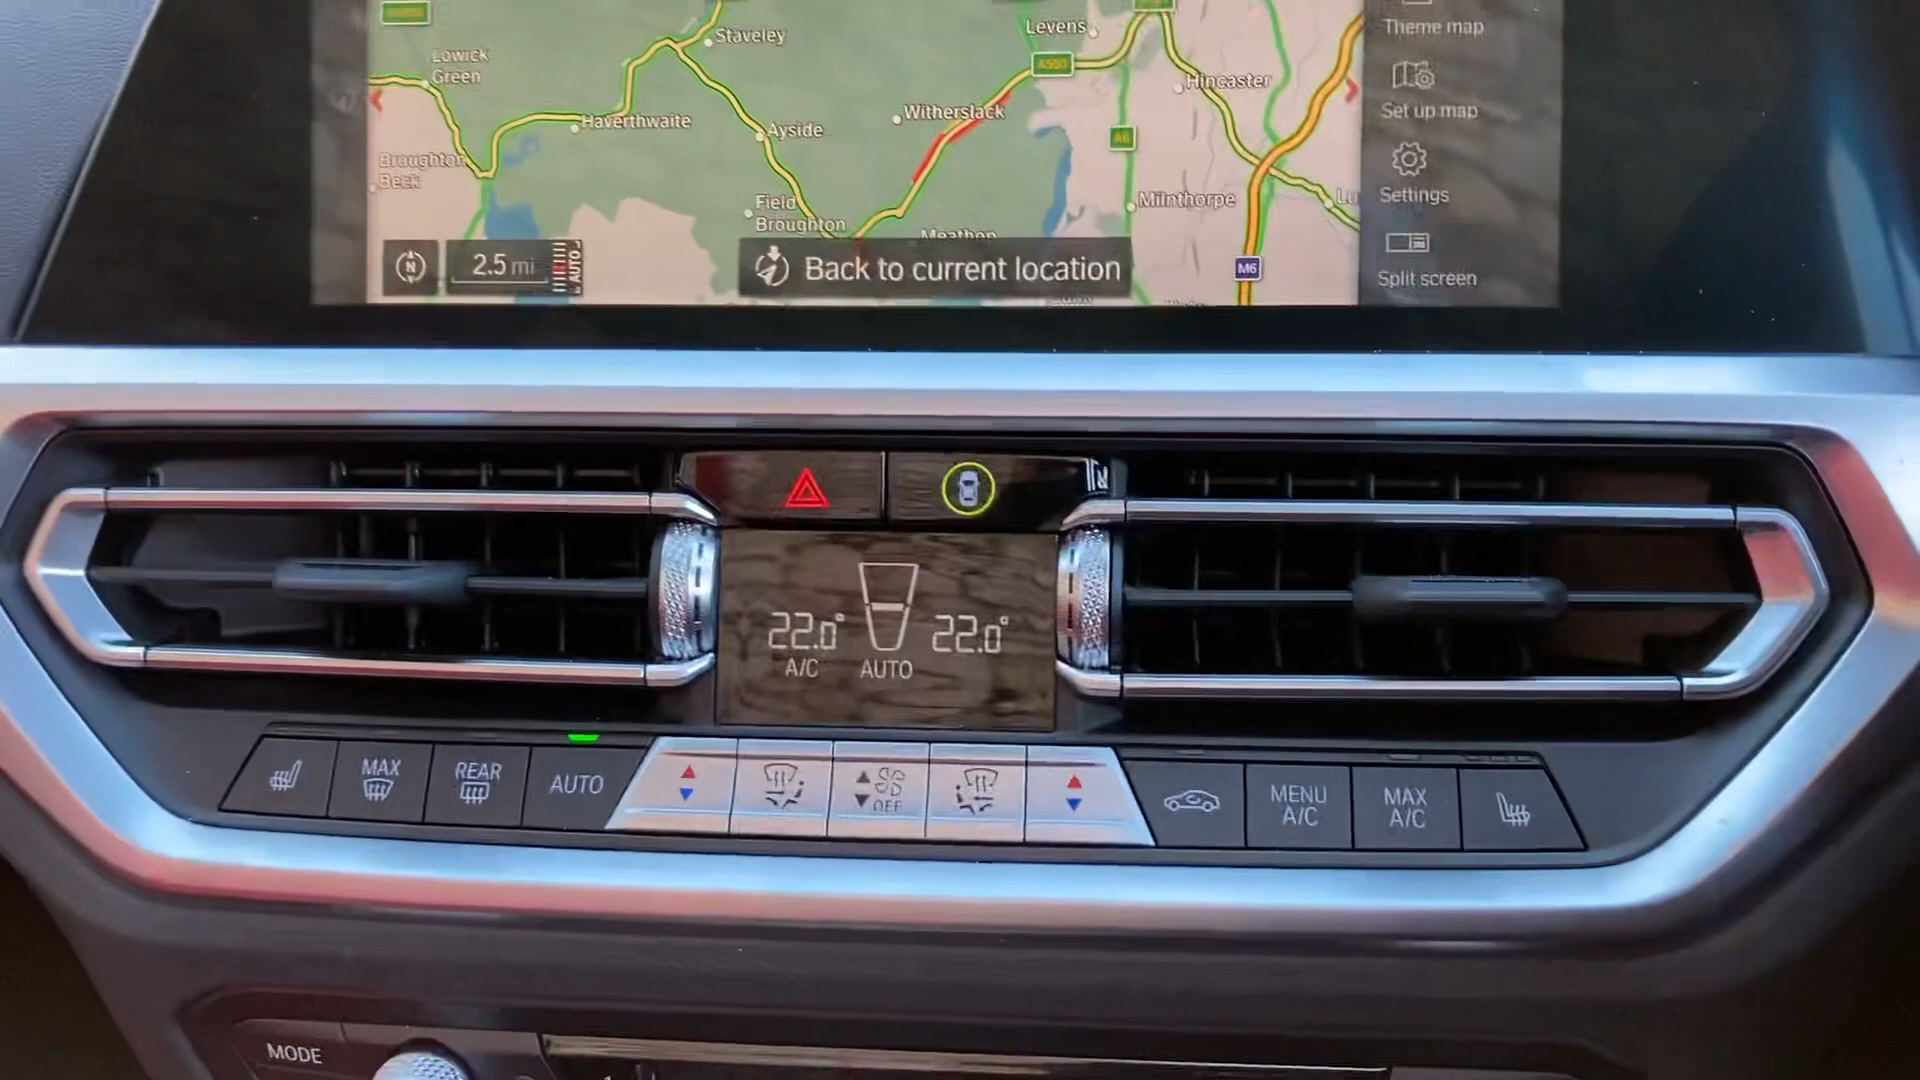 Staveley
Levens
Theme map
Lowick
Green
A590
Hincaster
Set up map
Witherslack
Haverthwaite
Ayside
A6
Broughton
Beck
Settings
Milnthorpe
Lu
Field
Broughton
Meathop
N
2.5 mi
AUTO
Back to current location
M6
Split screen
22.0°
22.0°
A/C
AUTO
MAX
REAR
AUTO
OFF
MENU
A/C
MAX
A/C
MODE